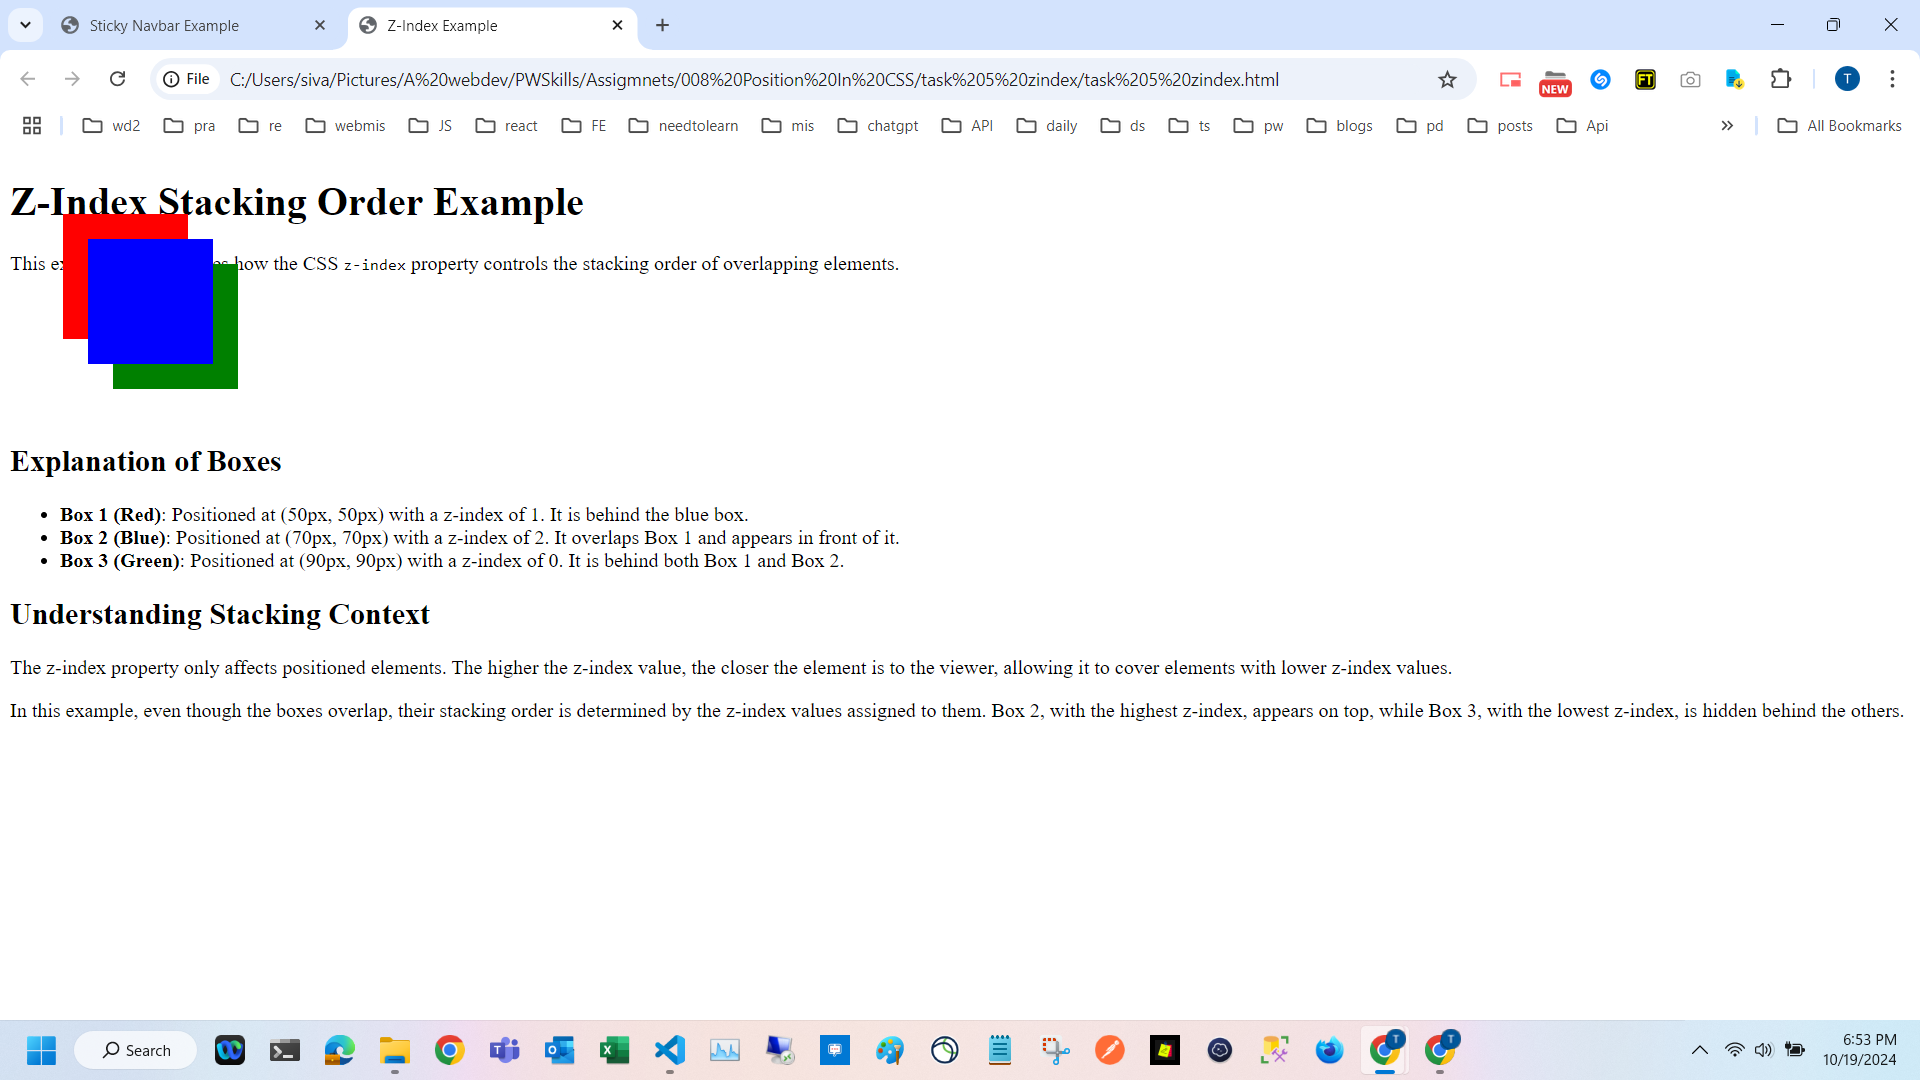 Sticky Navbar Example
Z-Index Example
File
C:/Users/siva/Pictures/A%20webdev/PWSkills/Assigmnets/008%20Position%20In%20CSS/task%205%20zindex/task%205%20zindex.html
FT
NEW
T
wd2
pra
re
webmis
JS
react
FE
needtolearn
mis
chatgpt
API
daily
ds
ts
pw
blogs
pd
posts
Api
All Bookmarks
Z-Index Stacking Order Example
This how the CSS z-index property controls the stacking order of overlapping elements.
Explanation of Boxes
Box 1 (Red): Positioned at (50px, 50px) with a z-index of 1. It is behind the blue box.
Box 2 (Blue): Positioned at (70px, 70px) with a z-index of 2. It overlaps Box 1 and appears in front of it.
Box 3 (Green): Positioned at (90px, 90px) with a z-index of 0. It is behind both Box 1 and Box 2.
Understanding Stacking Context
The z-index property only affects positioned elements. The higher the z-index value, the closer the element is to the viewer, allowing it to cover elements with lower z-index values.
In this example, even though the boxes overlap, their stacking order is determined by the z-index values assigned to them. Box 2, with the highest z-index, appears on top, while Box 3, with the lowest z-index, is hidden behind the others.
Search
T
T
6:53 PM
10/19/2024